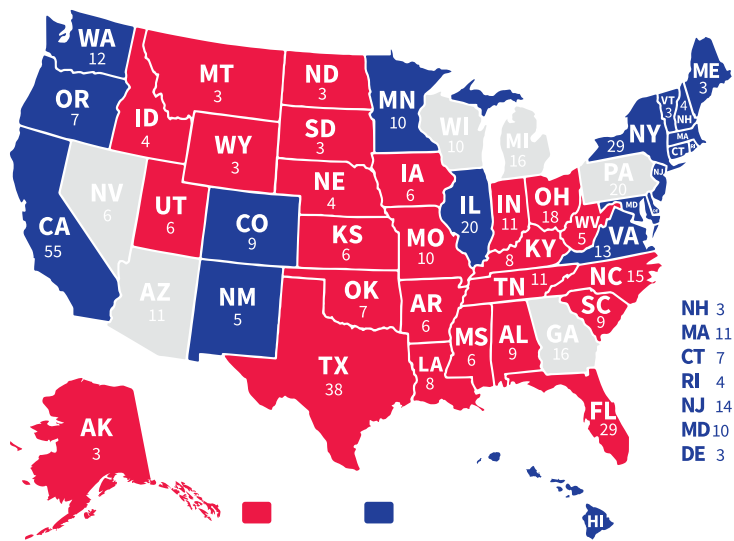 WA
12
OR
7
CA
55
NV
6
ID
4
MT
3
WY
3
UT
6
AZ
11
CO
9
NM
5
ND
3
SD
3
NE
4
KS
6
OK
7
TX
38
MN
10
IA
6
MO
10
AR
6
LA
8
WI
10
IL
20
MI
16
IN
11
OH
18
KY
8
TN 11
MS
6
AL
9
GA
16
FL
29
SC
9
NC 15
VA
13
WV
5
PA
20
NY
29
VT
3
4
NH
ME
3
MA
CT
NJ
MD
AK
3
HI
NH 3
MA 11
CT 7
RI 4
NJ 14
MD 10
DE 3